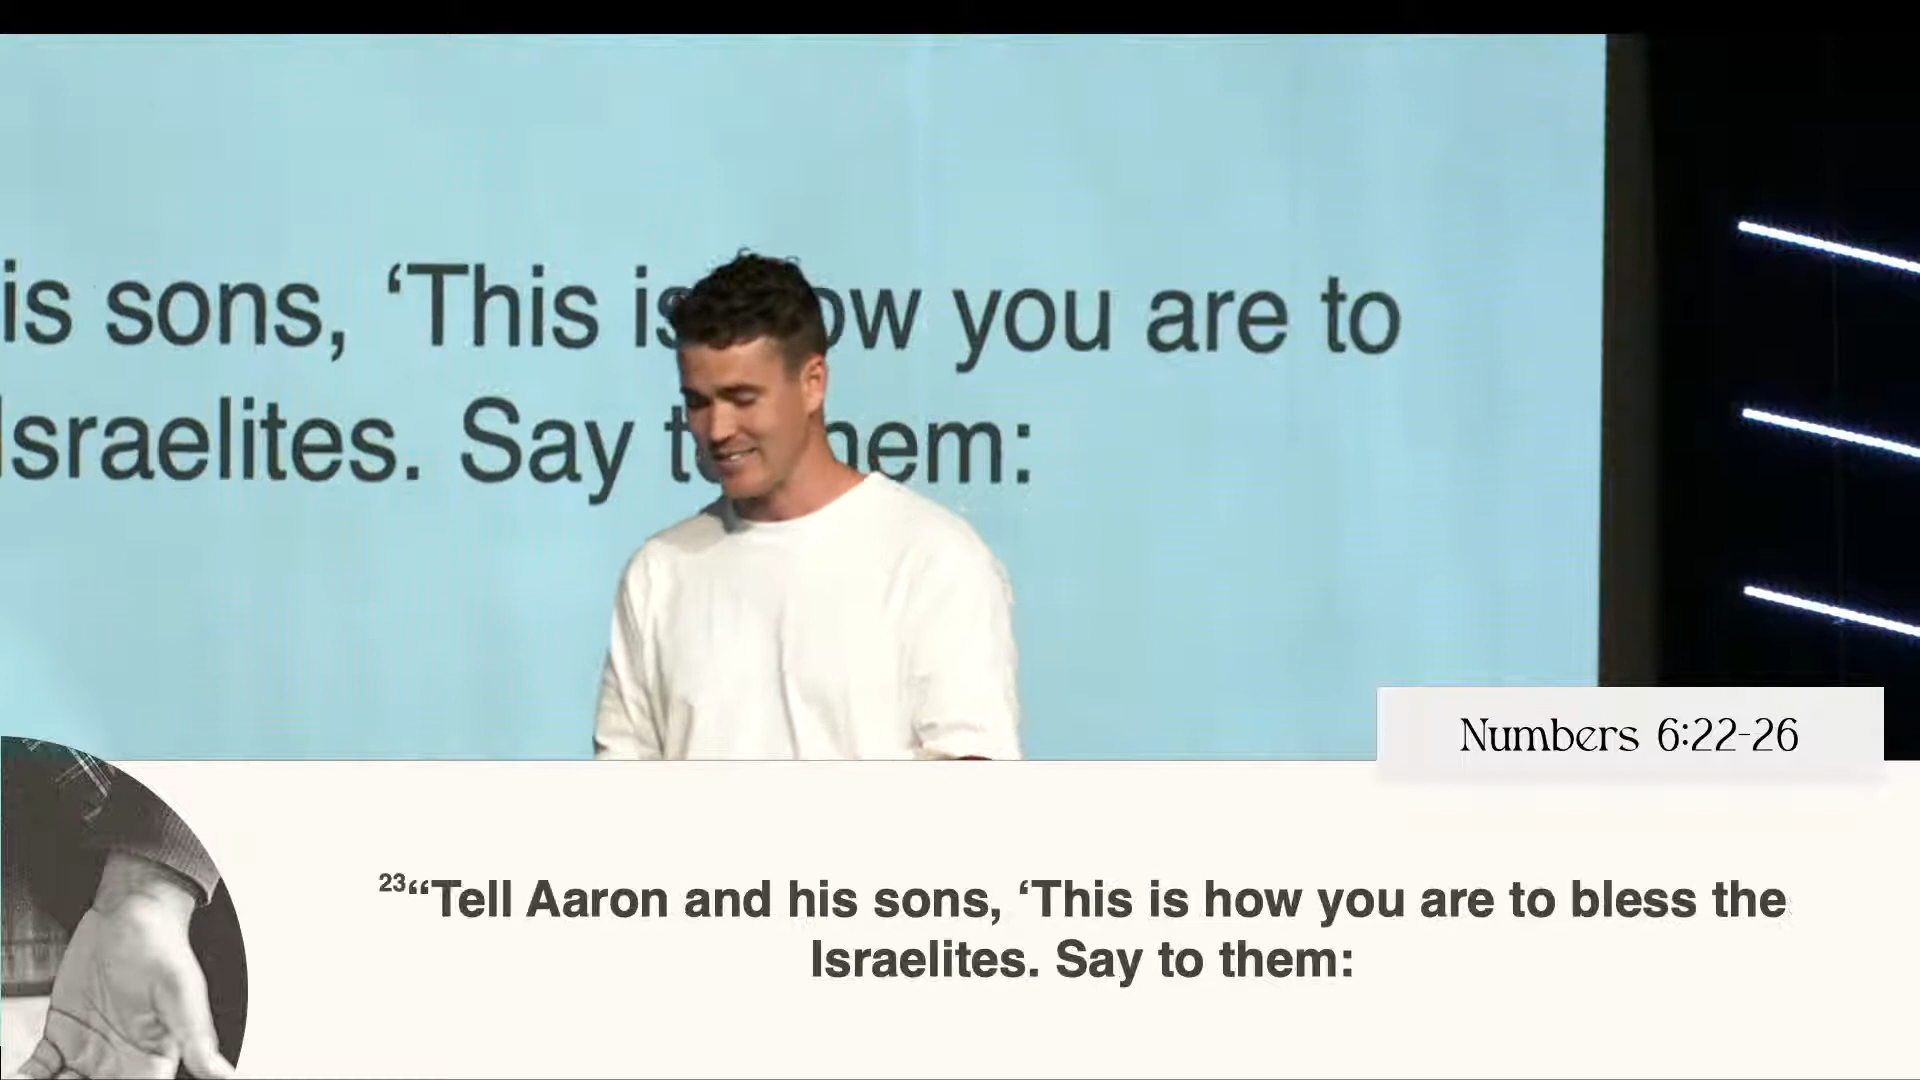 is sons, ‘This is ow you are to
Israelites. Say t em:
Numbers 6:22-26
23“Tell Aaron and his sons, ‘This is how you are to bless the
Israelites. Say to them: